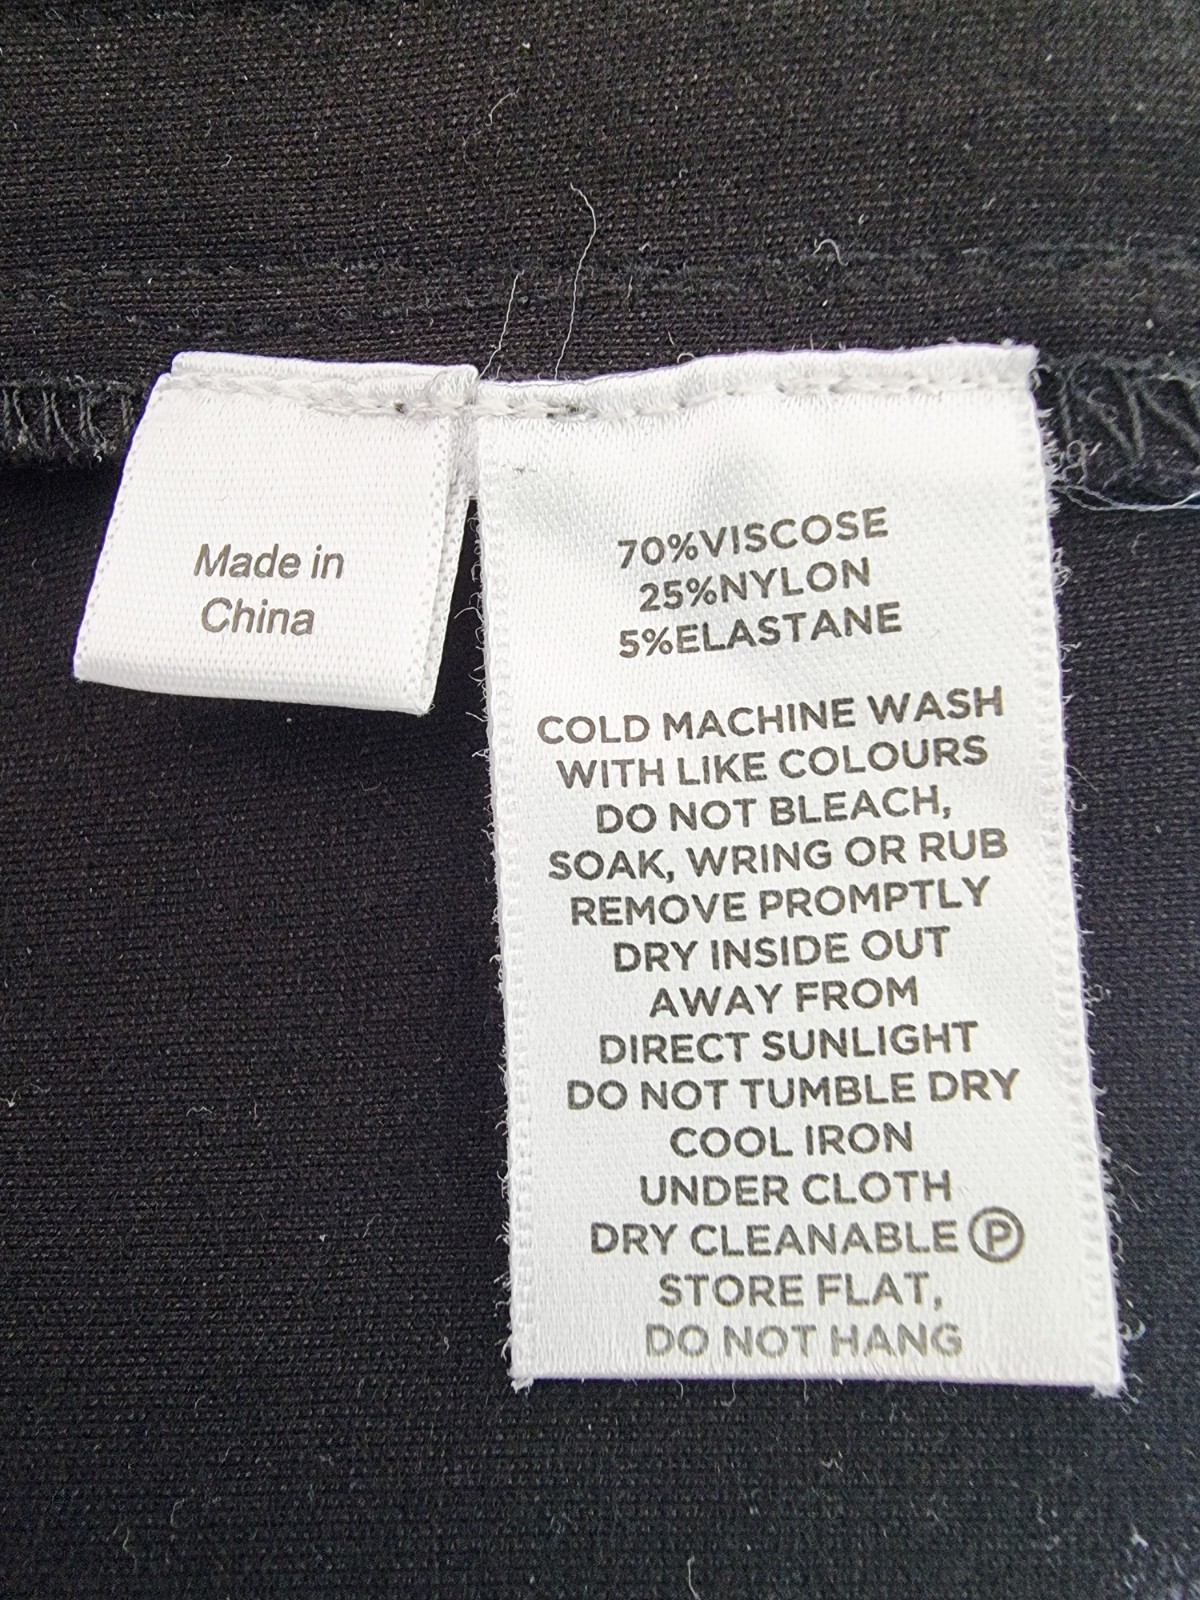 Made in
China
70%VISCOSE
25%NYLON
5%ELASTANE
COLD MACHINE WASH
WITH LIKE COLOURS
DO NOT BLEACH,
SOAK, WRING OR RUB
REMOVE PROMPTLY
DRY INSIDE OUT
AWAY FROM
DIRECT SUNLIGHT
DO NOT TUMBLE DRY
COOL IRON
UNDER CLOTH
DRY CLEANABLE Ⓟ
STORE FLAT,
DO NOT HANG